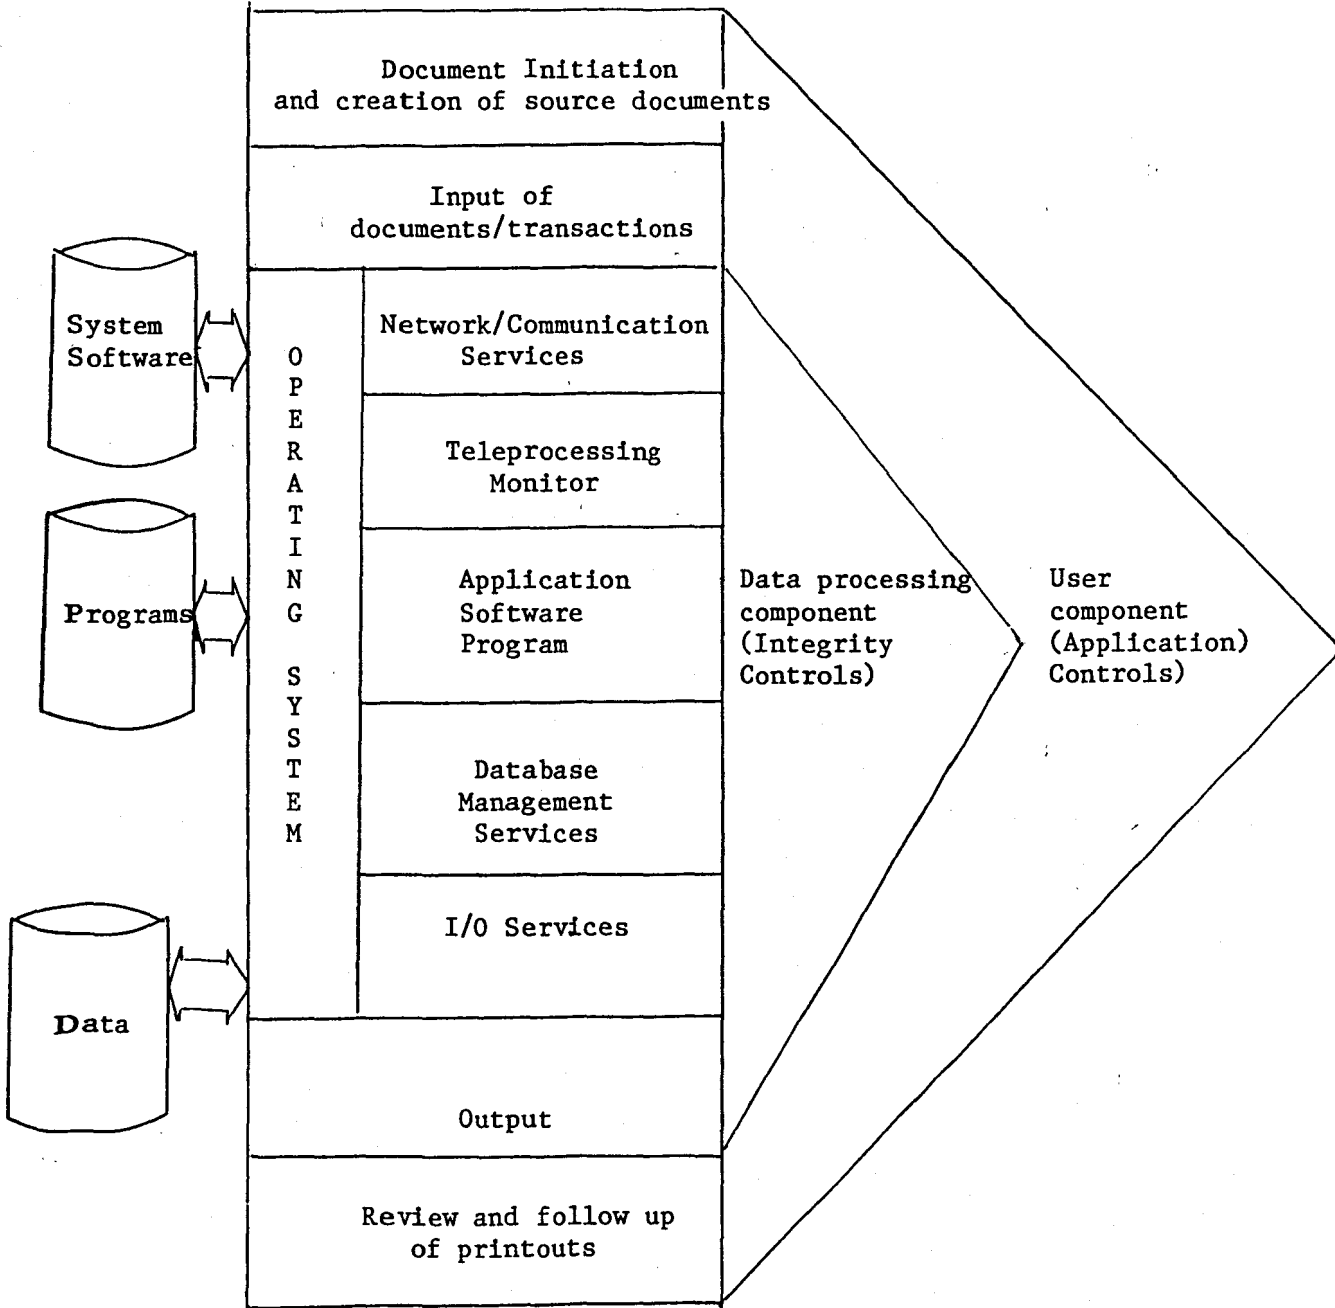 Document Initiation
and creation of source documents
Input of
documents/transactions
System
Software
OPERATING SYSTEM
Network/Communication
Services
Teleprocessing
Monitor
Programs
Application
Software
Program
Data processing
component
(Integrity
Controls)
User
component
(Application)
Controls)
Database
Management
Services
I/O Services
Data
Output
Review and follow up
of printouts